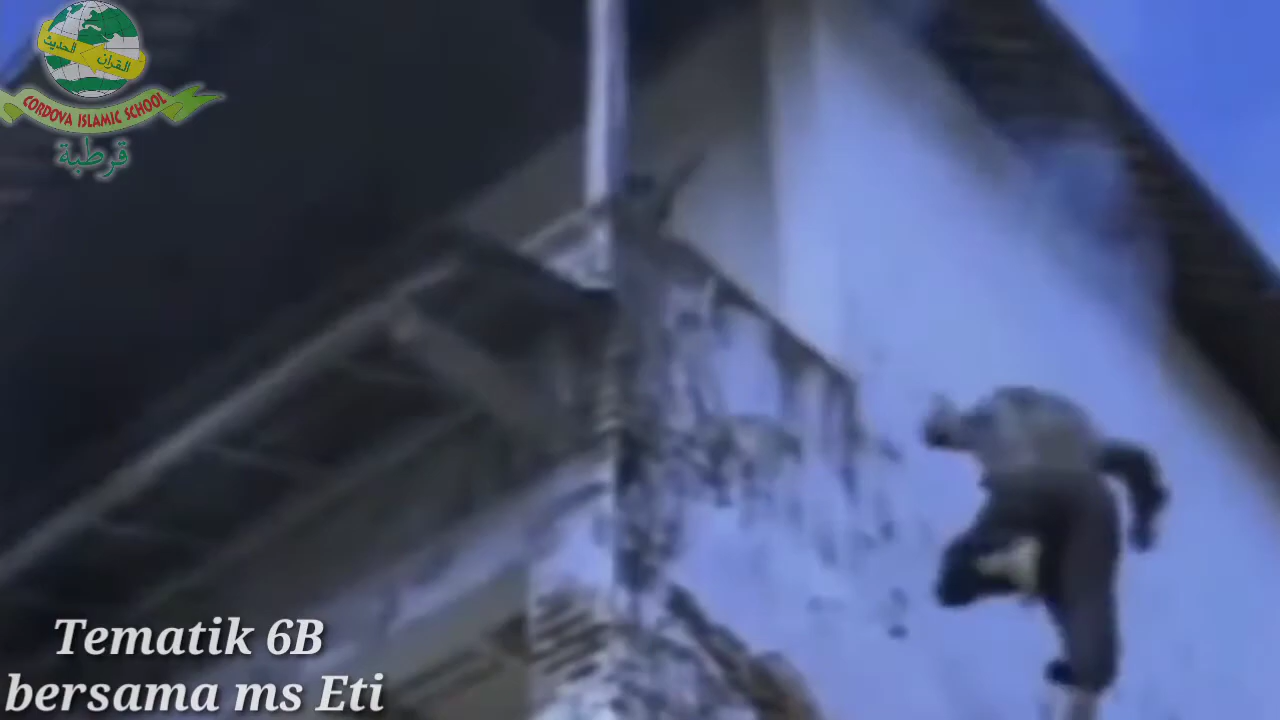 الحديث
القرآن
CORDOVA ISLAMIC SCHOOL
قرطبة
Tematik 6B
bersama ms Eti